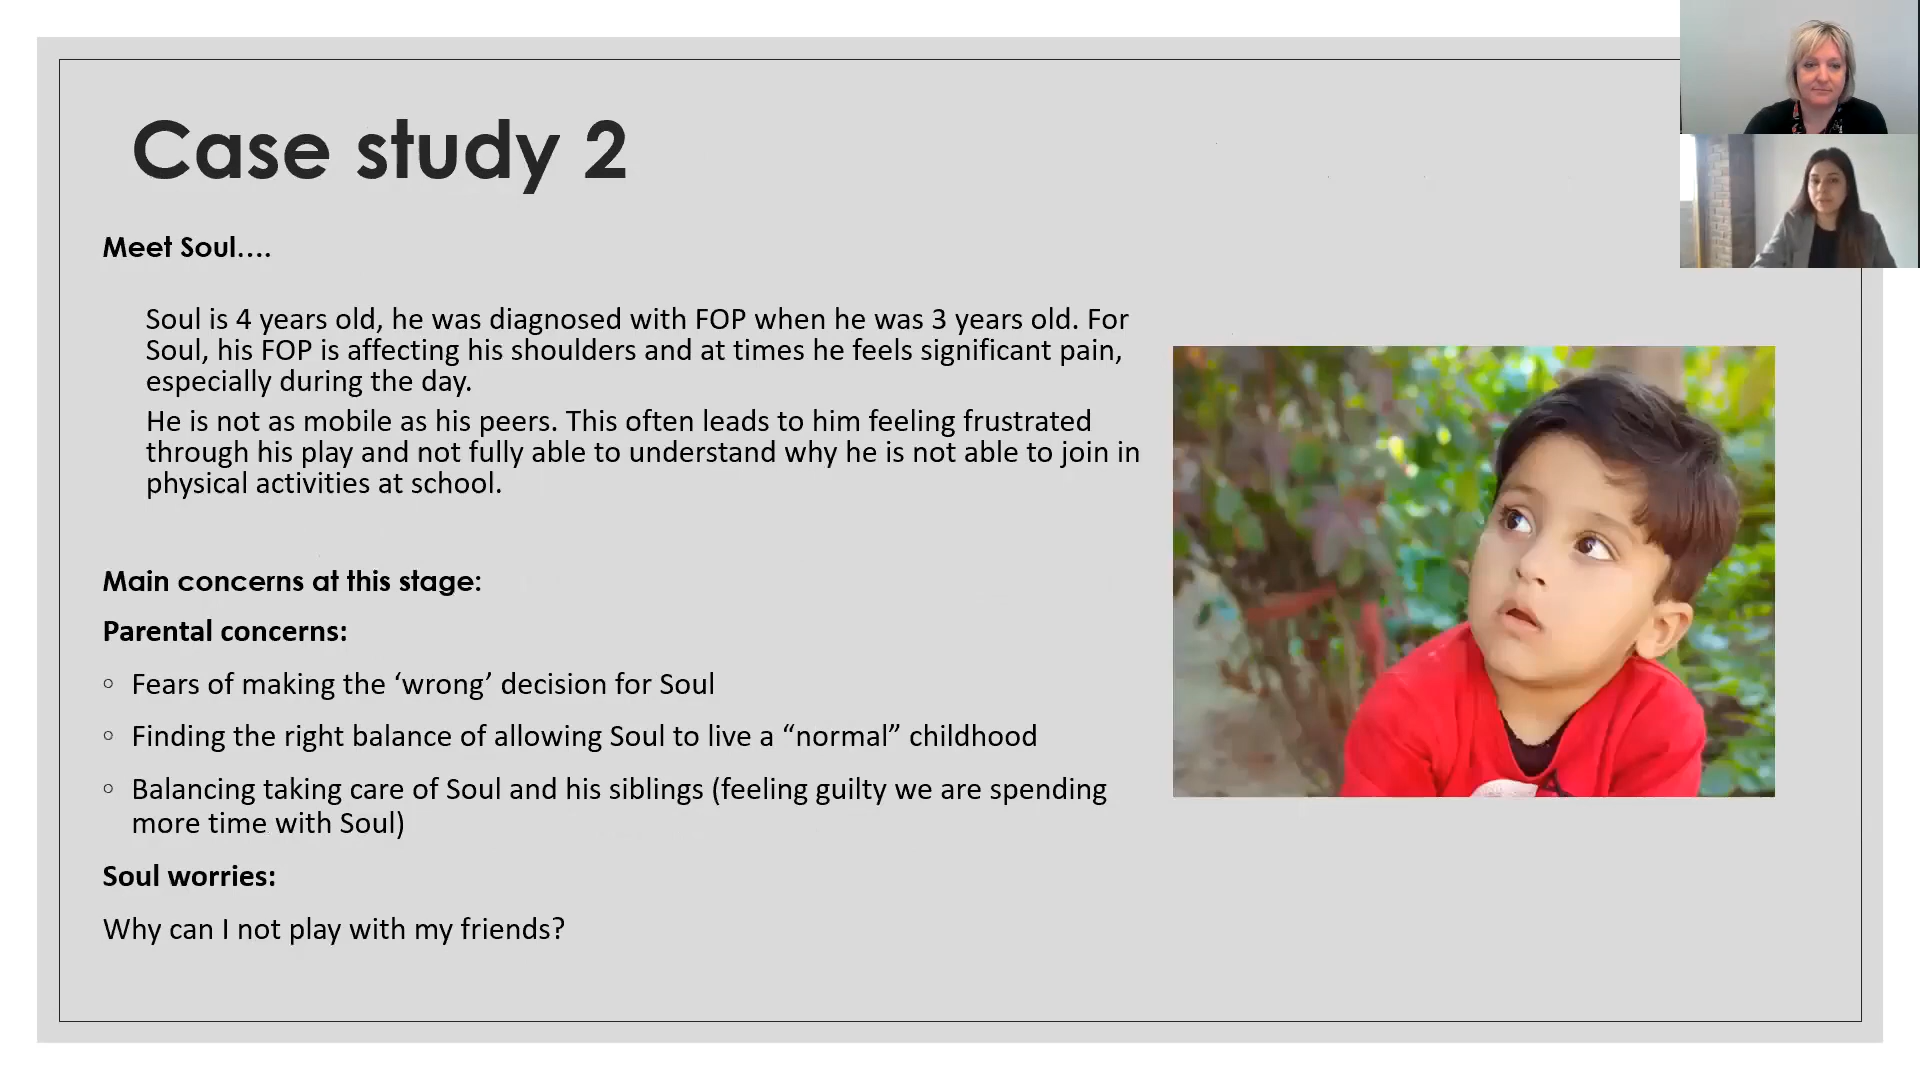 Case study 2
Meet Soul....
Soul is 4 years old, he was diagnosed with FOP when he was 3 years old. For
Soul, his FOP is affecting his shoulders and at times he feels significant pain,
especially during the day.
He is not as mobile as his peers. This often leads to him feeling frustrated
through his play and not fully able to understand why he is not able to join in
physical activities at school.
Main concerns at this stage:
Parental concerns:
◦ Fears of making the ‘wrong’ decision for Soul
◦ Finding the right balance of allowing Soul to live a “normal” childhood
◦ Balancing taking care of Soul and his siblings (feeling guilty we are spending
more time with Soul)
Soul worries:
Why can I not play with my friends?